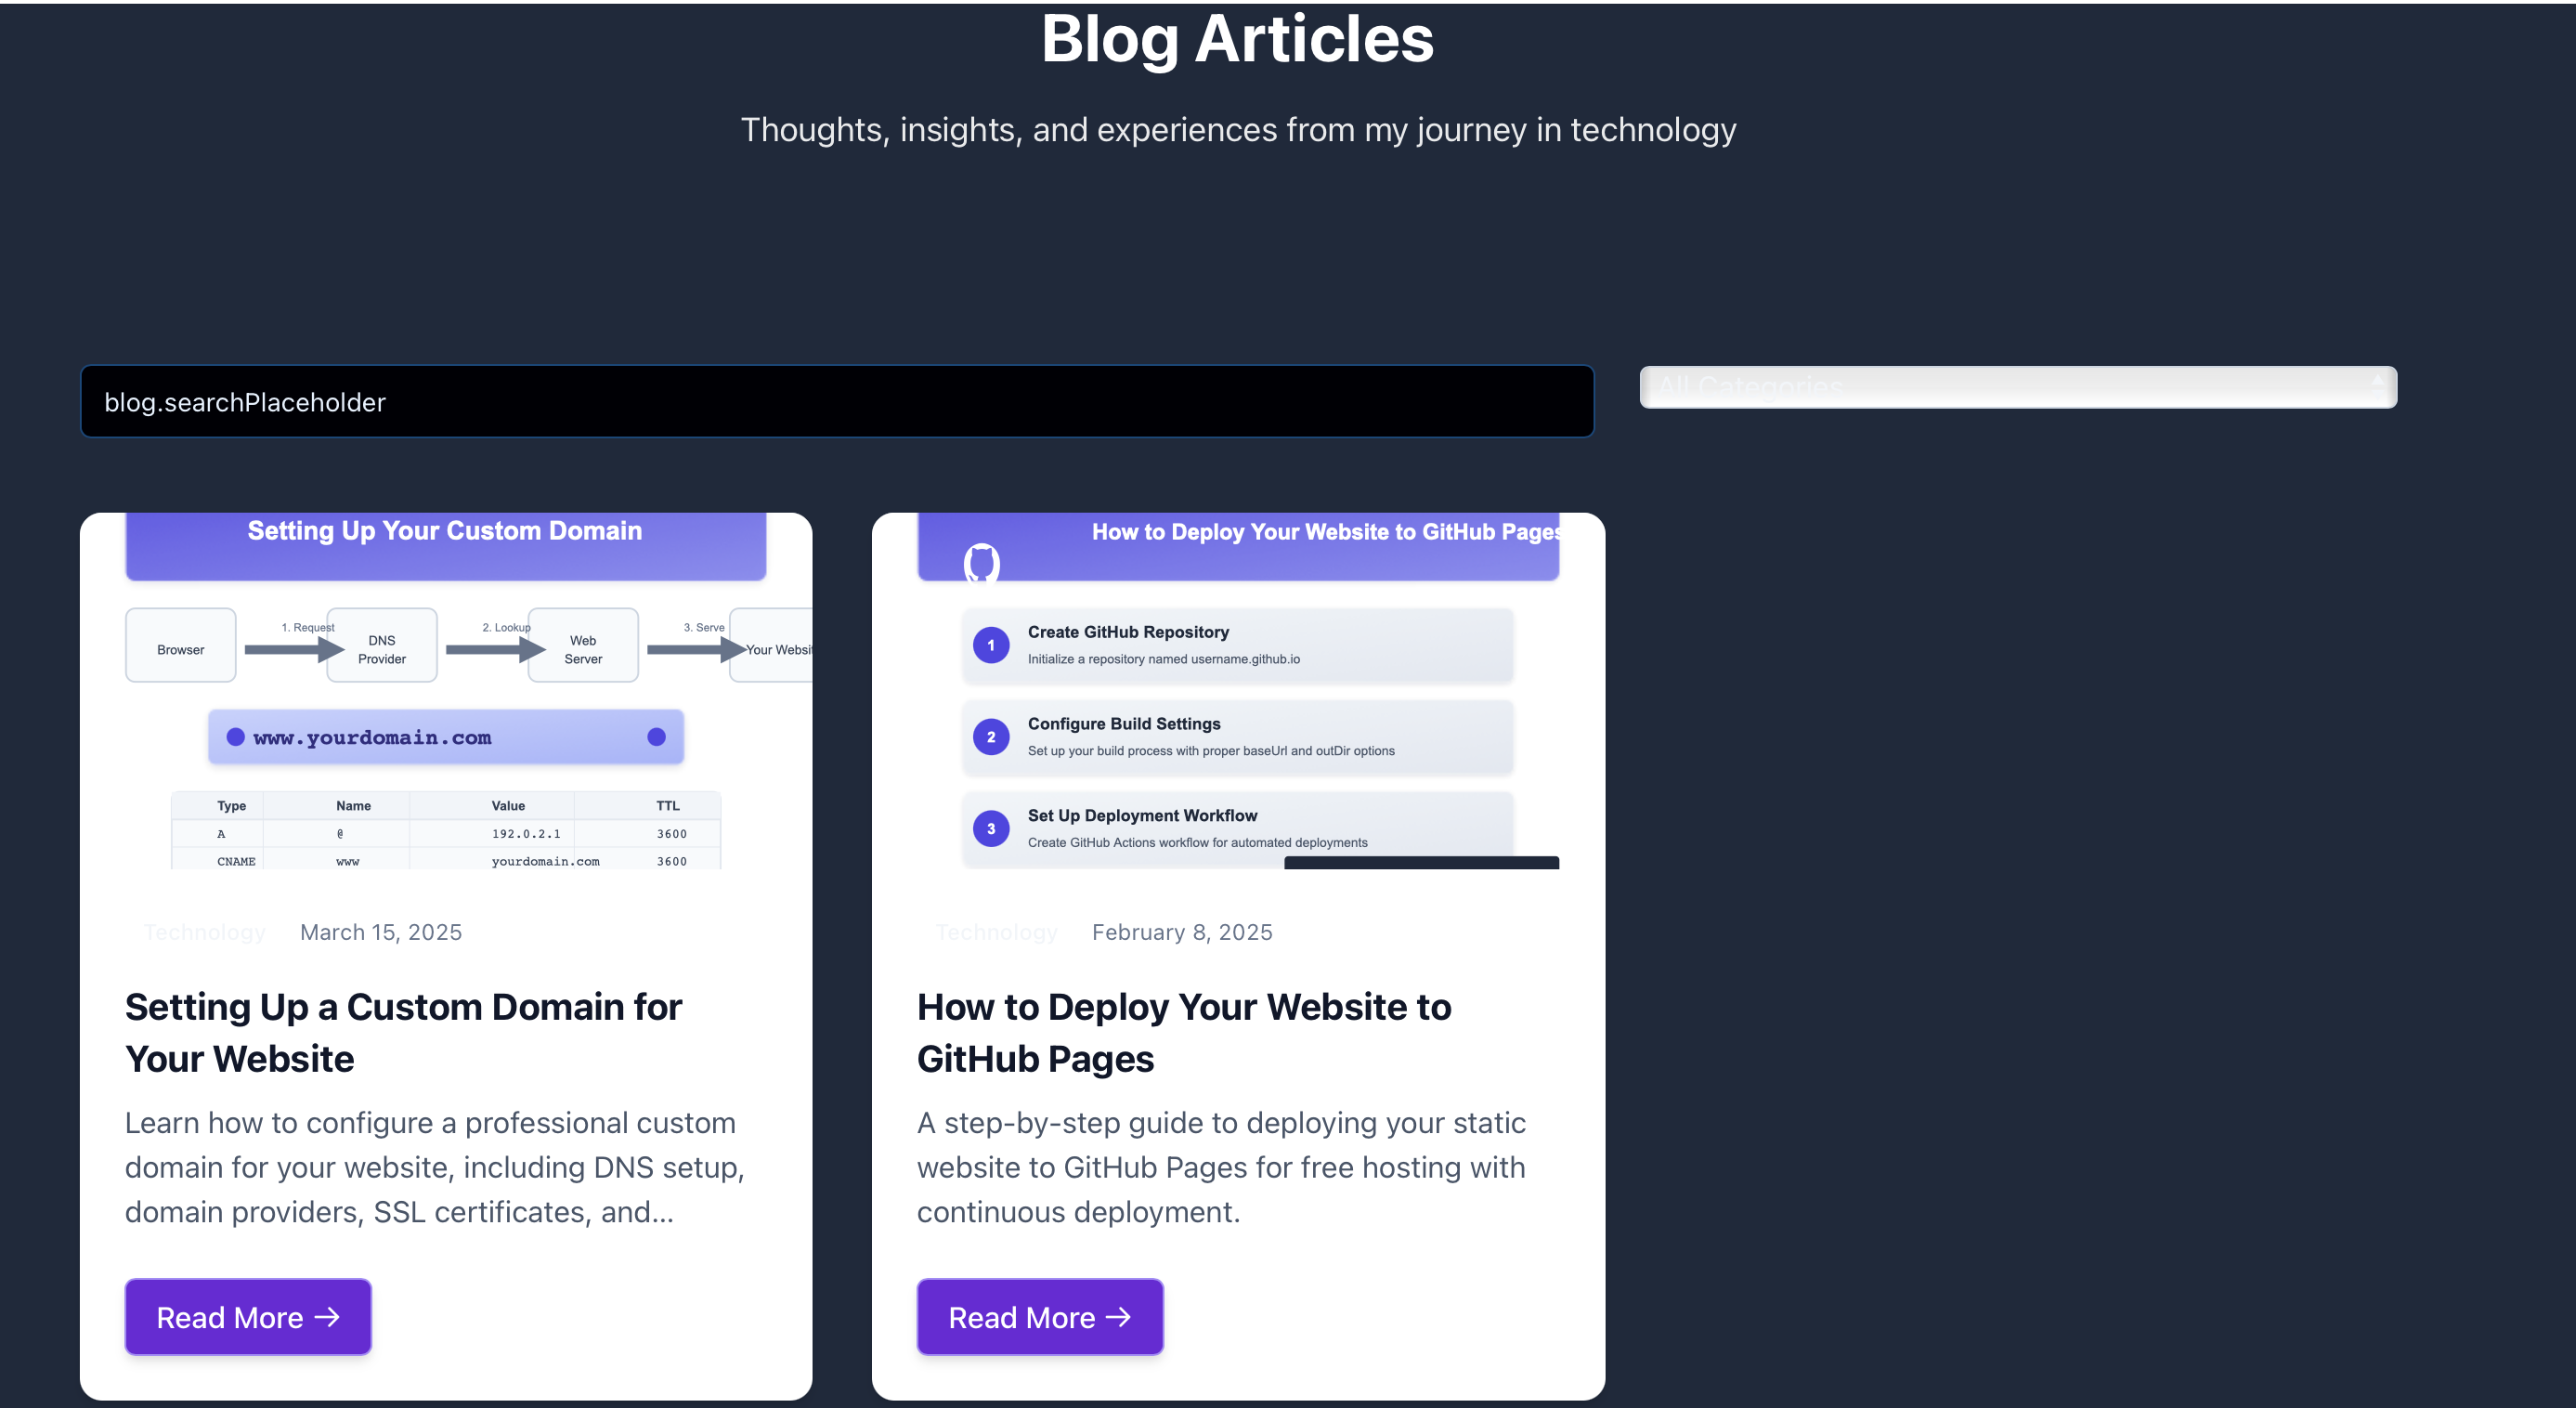 Blog Articles
Thoughts, insights, and experiences from my journey in technology
blog.searchPlaceholder
All Categories
Setting Up Your Custom Domain
Browser
1. Request
DNS
Provider
2. Lookup
Web
Server
3. Serve
www.yourdomain.com
Type Name Value TTL
A @ 192.0.2.1 3600
CNAME www yourdomain.com 3600
Technology March 15, 2025
Setting Up a Custom Domain for
Your Website
Learn how to configure a professional custom
domain for your website, including DNS setup,
domain providers, SSL certificates, and...
Read More →
How to Deploy Your Website to GitHub Pages
1
Create GitHub Repository
Initialize a repository named username.github.io
2
Configure Build Settings
Set up your build process with proper baseUrl and outDir options
3
Set Up Deployment Workflow
Create GitHub Actions workflow for automated deployments
Technology February 8, 2025
How to Deploy Your Website to
GitHub Pages
A step-by-step guide to deploying your static
website to GitHub Pages for free hosting with
continuous deployment.
Read More →